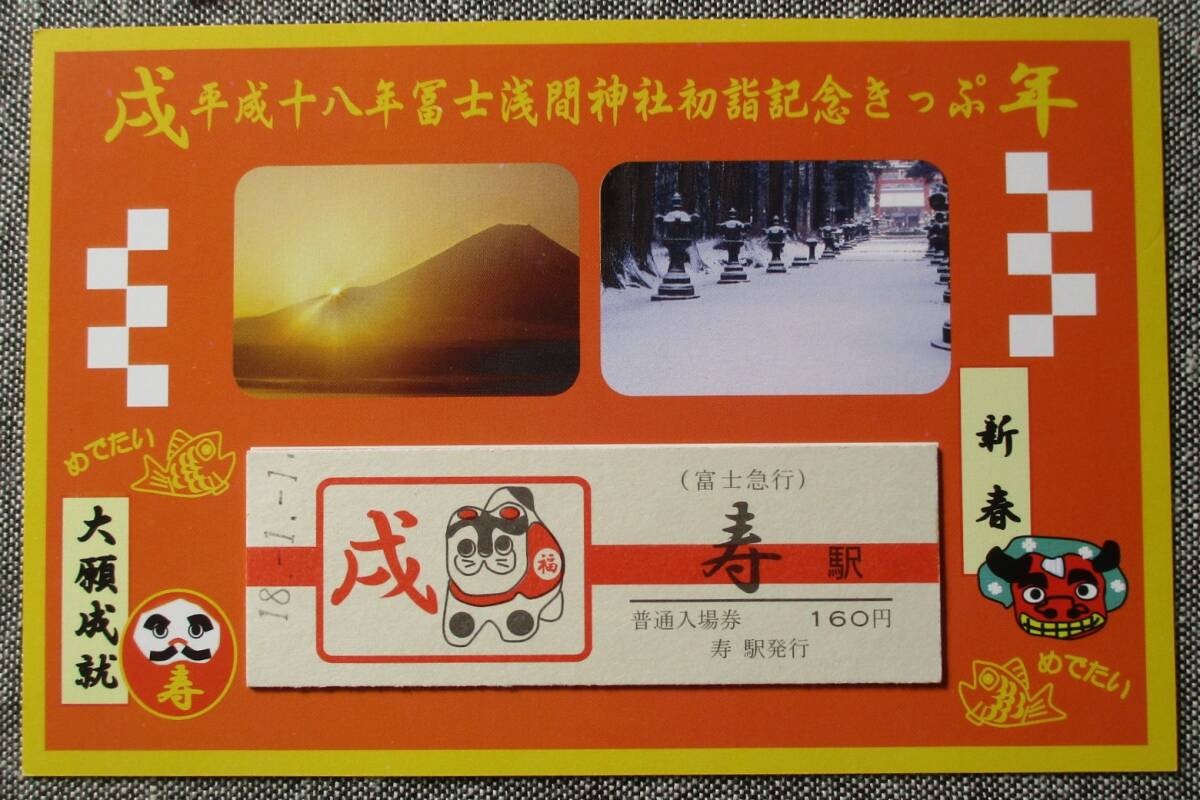 戌 平成十八年冨士浅間神社初詣記念きっぷ 年
めでたい
大願成就
寿
新春
めでたい
18.-1.-1.
戌
福
(富士急行)
寿駅
普通入場券 160円
寿 駅発行